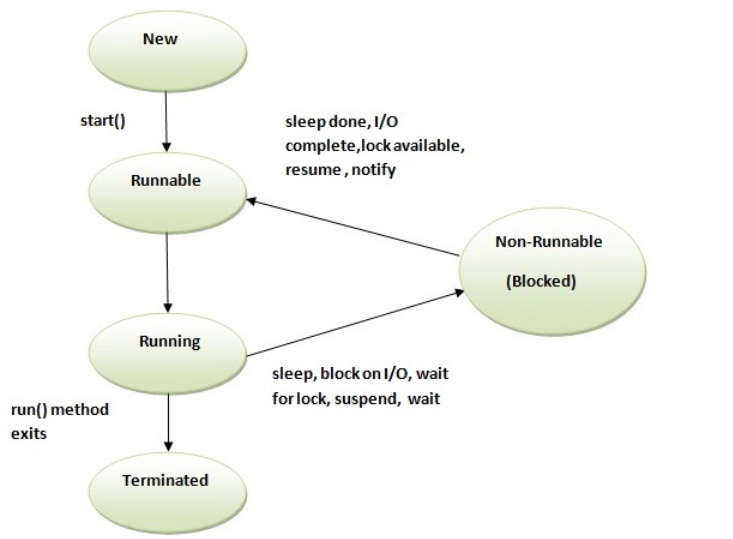 New
start()
sleep done, I/O
complete,lock available,
resume , notify
Runnable
Non-Runnable
(Blocked)
Running
sleep, block on I/O, wait
for lock, suspend, wait
run() method
exits
Terminated